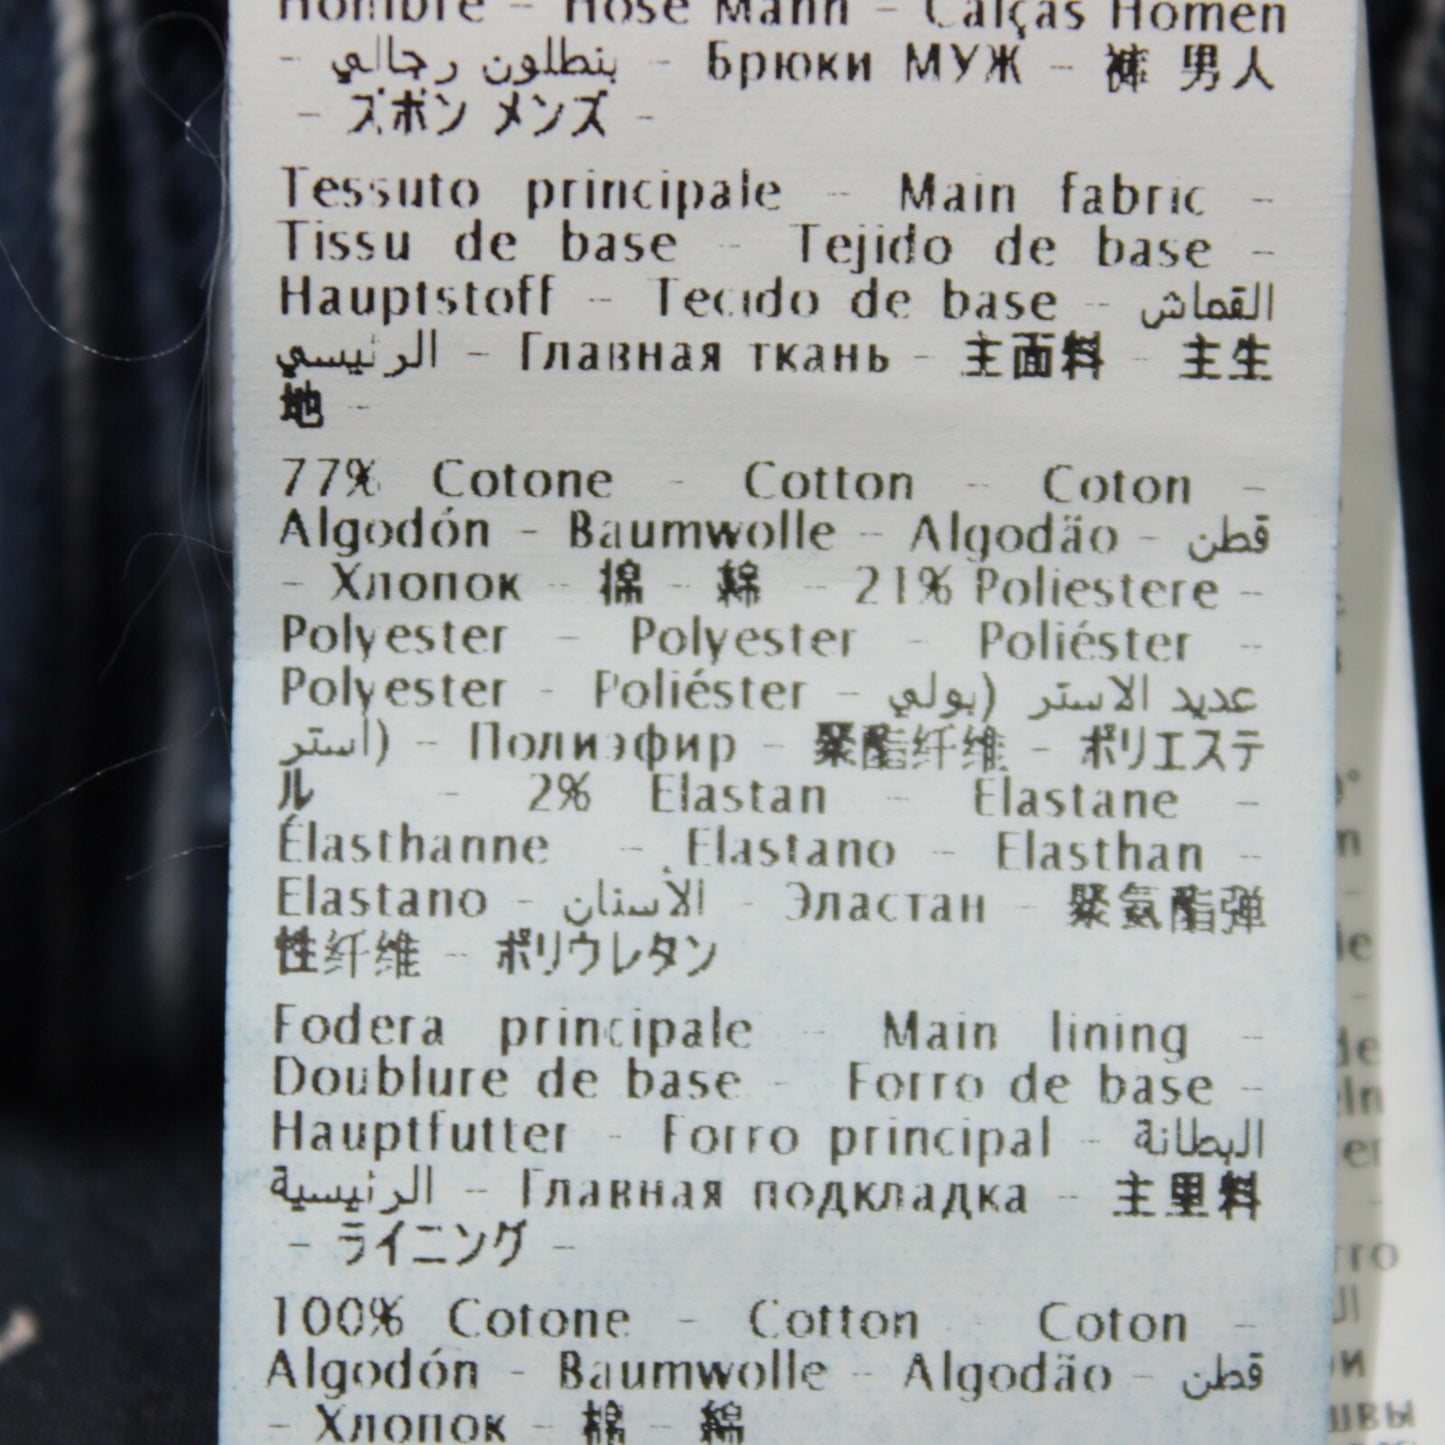 Hombre - Hose Mann - Calças Homen
- بنطلون رجالي - Брюки МУЖ - 裤 男人
- ズボン メンズ -
Tessuto principale - Main fabric -
Tissu de base - Tejido de base -
Hauptstoff - Tecido de base - القماش
الرئيسي - Главная ткань - 主面料 - 主生
地 -
77% Cotone - Cotton - Coton -
Algodón - Baumwolle - Algodão - قطن
- Хлопок - 棉 - 綿 - 21% Poliestere -
Polyester - Polyester - Poliéster -
Polyester - Poliéster - عديد الاستر (بولي
استر) - Полиэфир - 聚酯纤维 - ポリエステ
ル - 2% Elastan - Elastane -
Élasthanne - Elastano - Elasthan -
Elastano - الأستان - Эластан - 聚氨酯弹
性纤维 - ポリウレタン
Fodera principale - Main lining -
Doublure de base - Forro de base -
Hauptfutter - Forro principal - البطانة
الرئيسية - Главная подкладка - 主里料
- ライニング -
100% Cotone - Cotton Coton -
Algodón - Baumwolle - Algodão - قطن
- Хлопок - 棉 - 綿